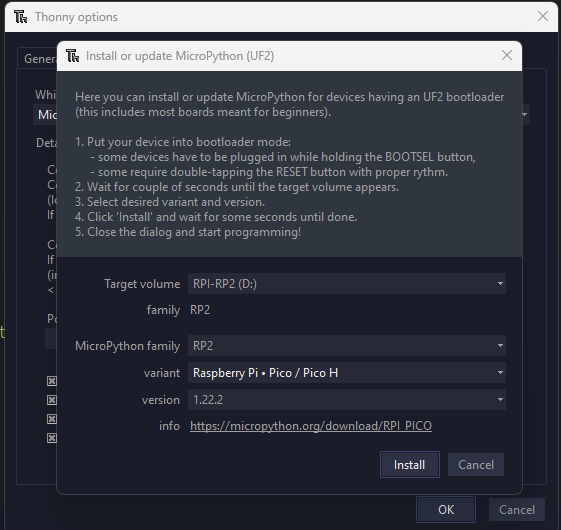 Thonny options
Install or update MicroPython (UF2)
Genera
Whi
Mic
Deta
Co
Co
(lo
If
Co
If
(in
<
Po
Here you can install or update MicroPython for devices having an UF2 bootloader
(this includes most boards meant for beginners).
1. Put your device into bootloader mode:
- some devices have to be plugged in while holding the BOOTSEL button,
- some require double-tapping the RESET button with proper rythm.
2. Wait for couple of seconds until the target volume appears.
3. Select desired variant and version.
4. Click 'Install' and wait for some seconds until done.
5. Close the dialog and start programming!
Target volume RPI-RP2 (D:)
family RP2
MicroPython family RP2
variant Raspberry Pi • Pico / Pico H
version 1.22.2
info https://micropython.org/download/RPI_PICO
Install Cancel
OK Cancel